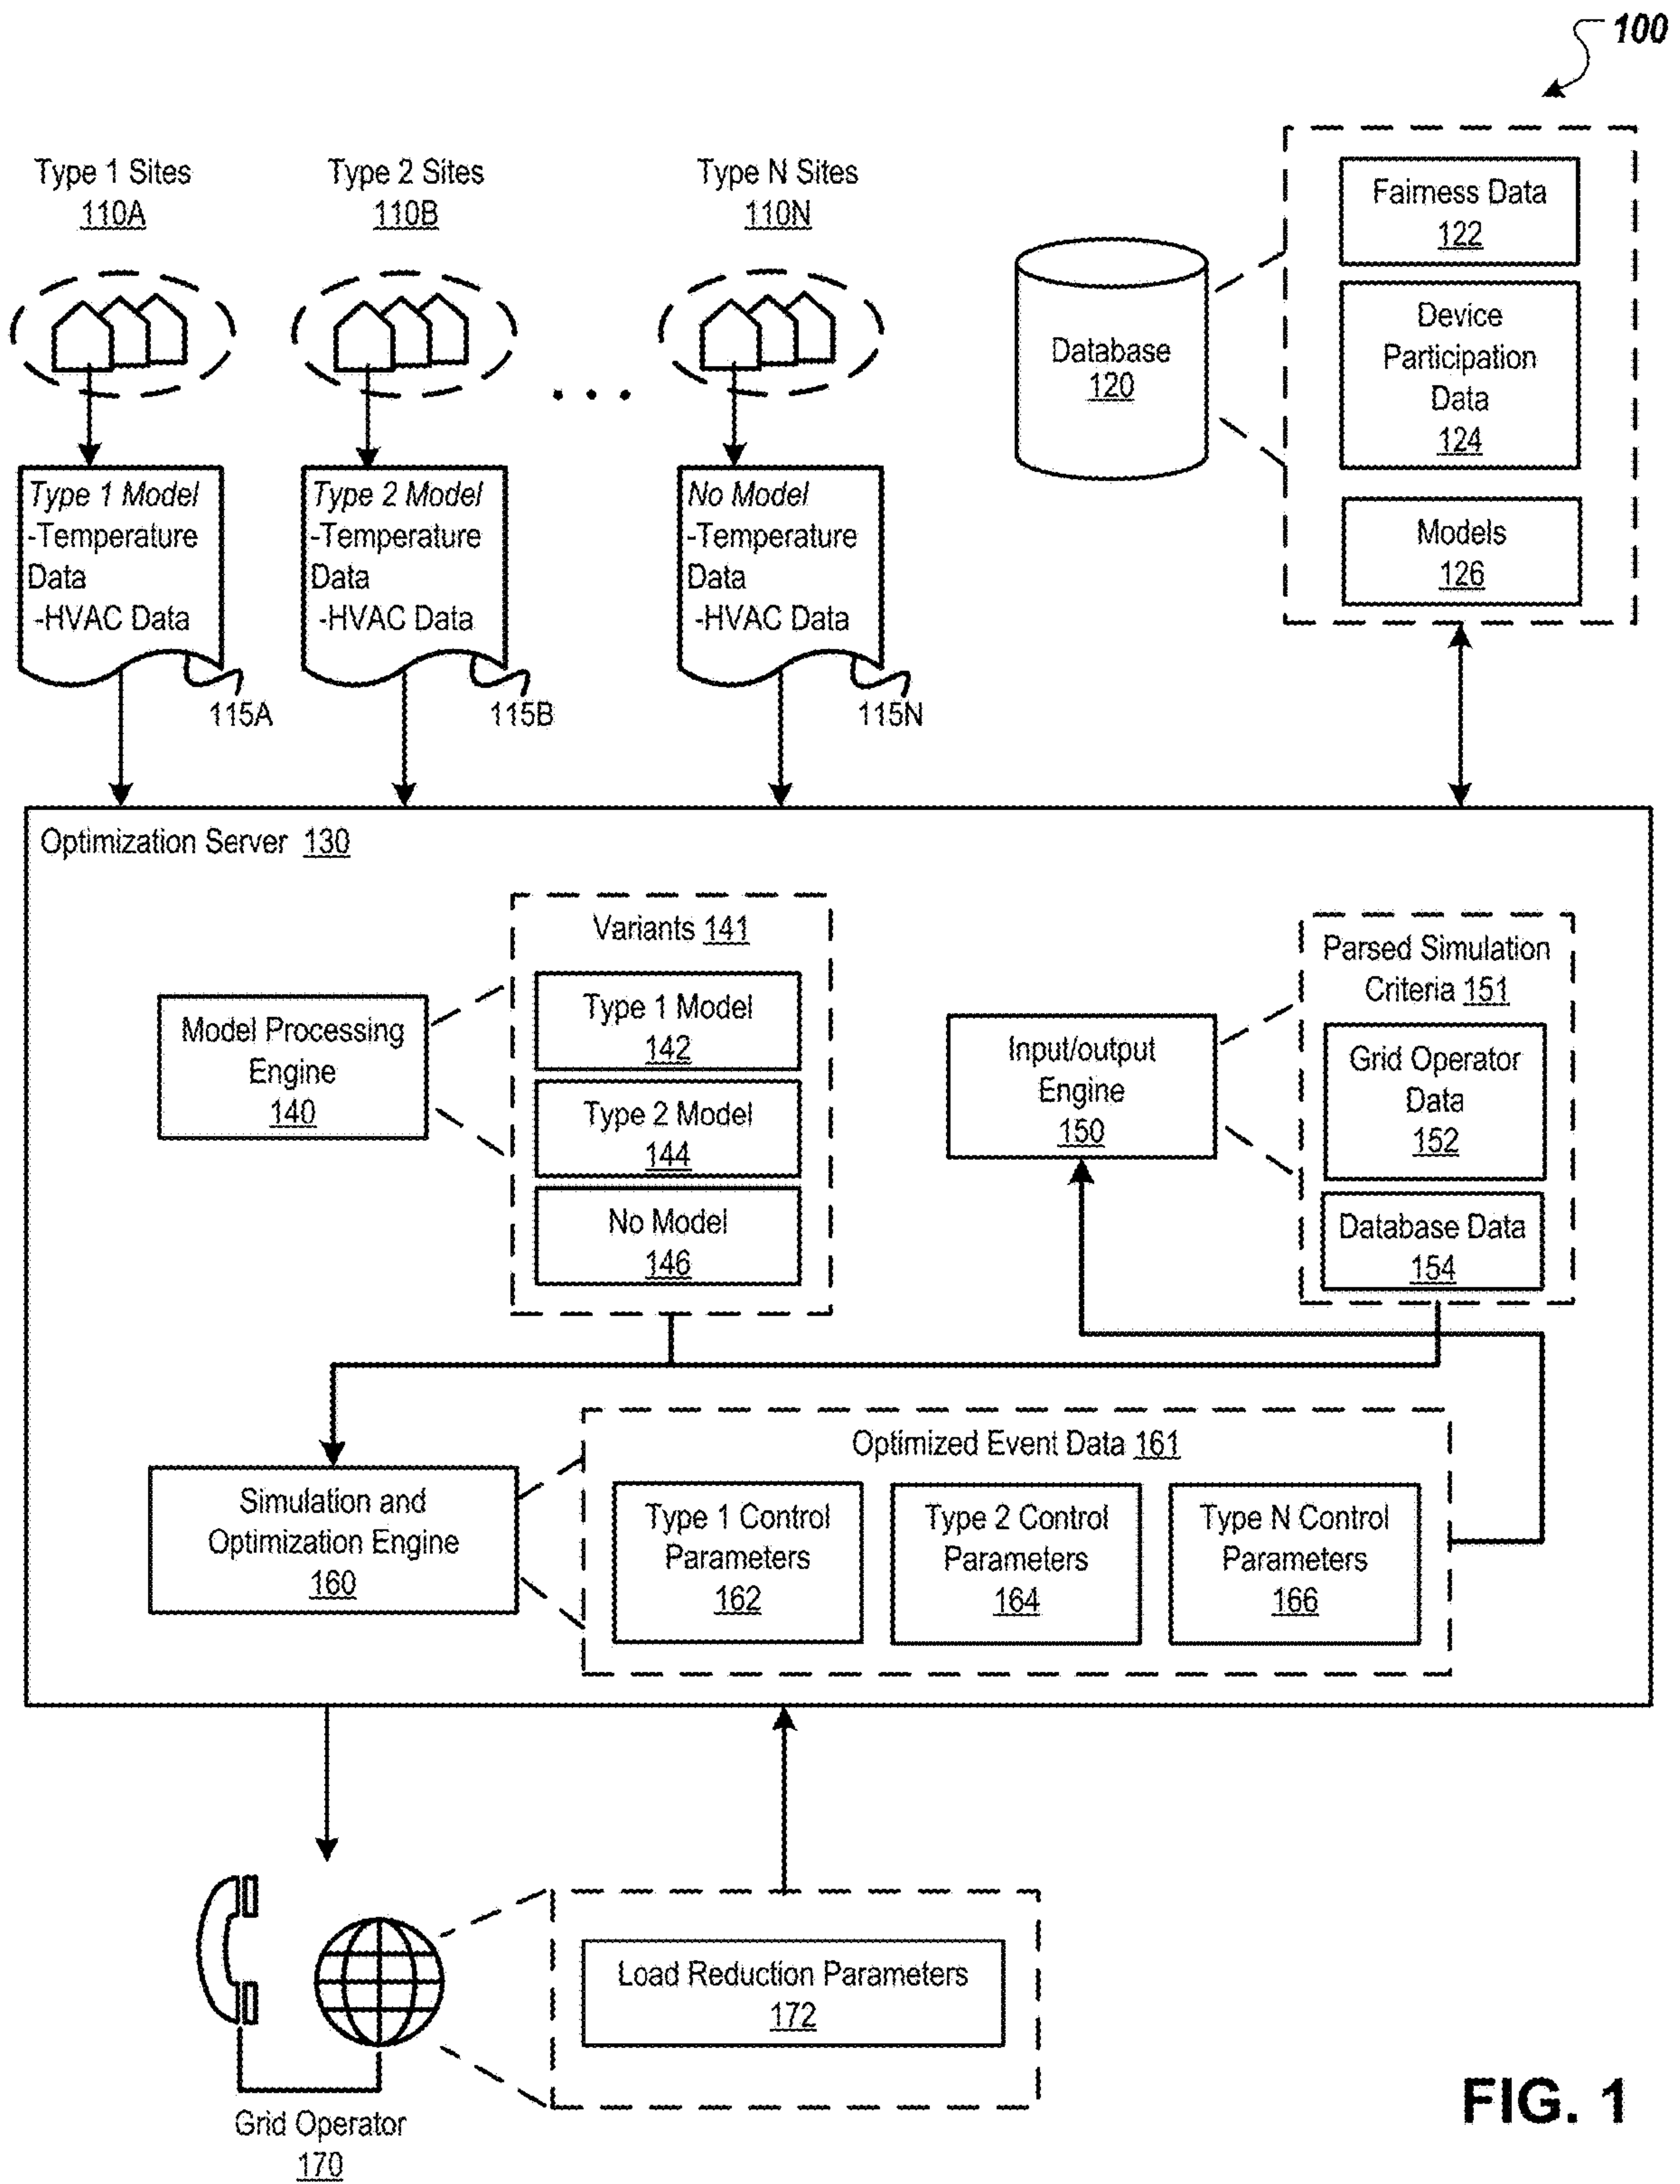 100
Type 1 Sites
110A
Type 2 Sites
110B
Type N Sites
110N
Fairness Data
122
Device
Participation
Data
124
Models
126
Database
120
Type 1 Model
-Temperature
Data
-HVAC Data
115A
Type 2 Model
-Temperature
Data
-HVAC Data
115B
. . .
No Model
-Temperature
Data
-HVAC Data
115N
Optimization Server 130
Model Processing
Engine
140
Variants 141
Type 1 Model
142
Type 2 Model
144
No Model
146
Input/output
Engine
150
Parsed Simulation
Criteria 151
Grid Operator
Data
152
Database Data
154
Simulation and
Optimization Engine
160
Optimized Event Data 161
Type 1 Control
Parameters
162
Type 2 Control
Parameters
164
Type N Control
Parameters
166
Load Reduction Parameters
172
Grid Operator
170
FIG. 1